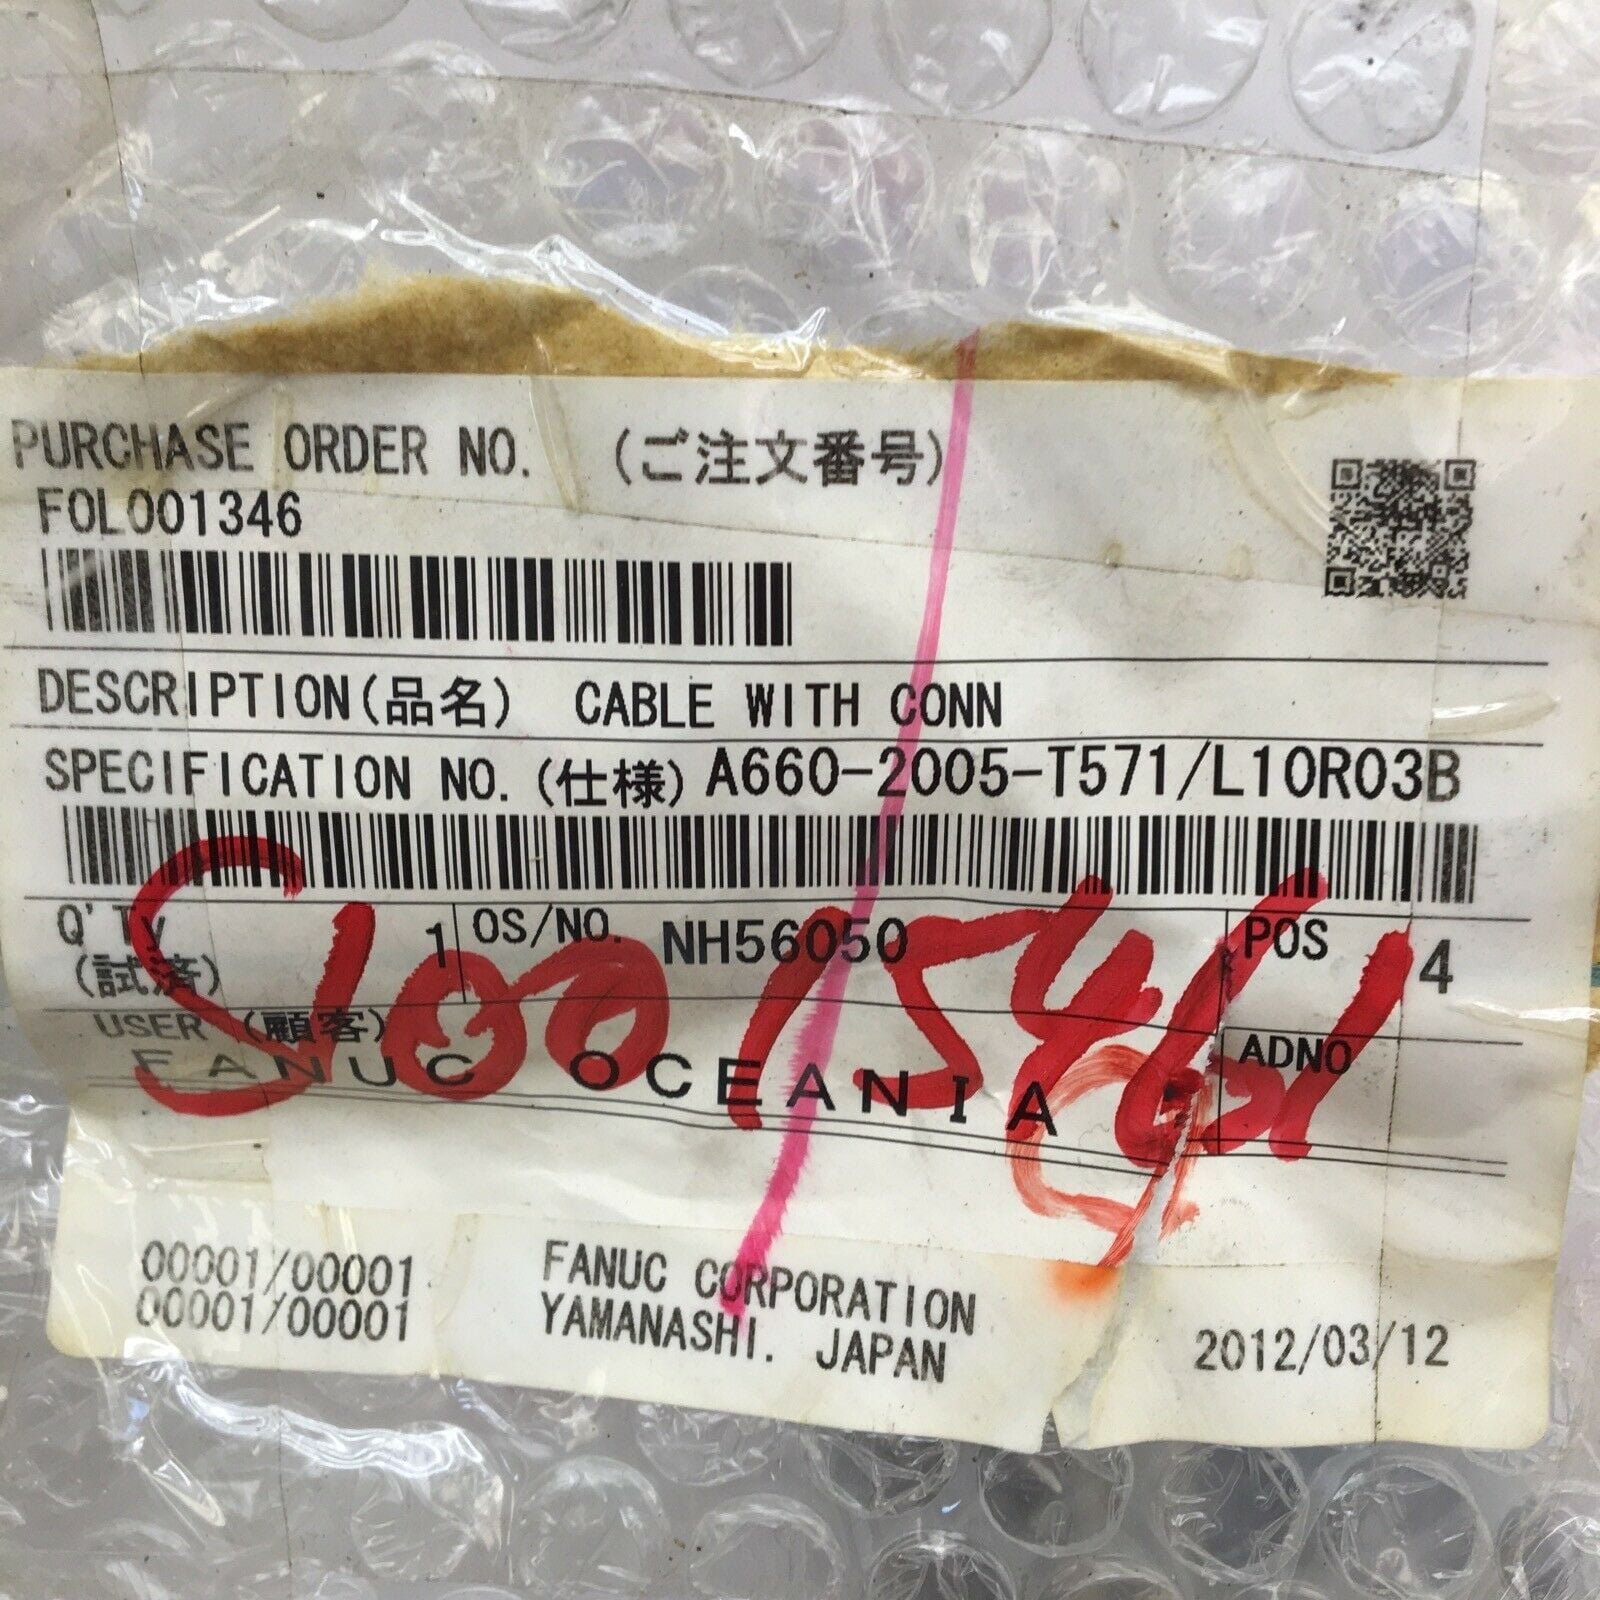 PURCHASE ORDER NO. (ご注文番号)
FOL001346
DESCRIPTION(品名) CABLE WITH CONN
SPECIFICATION NO.(仕様) A660-2005-T571/L10R03B
Q'Ty 1 OS/NO. NH56050 POS 4
(試済)
S10015461
USER (顧客) ADNO
FANUC OCEANIA
00001/00001 FANUC CORPORATION
00001/00001 YAMANASHI. JAPAN 2012/03/12